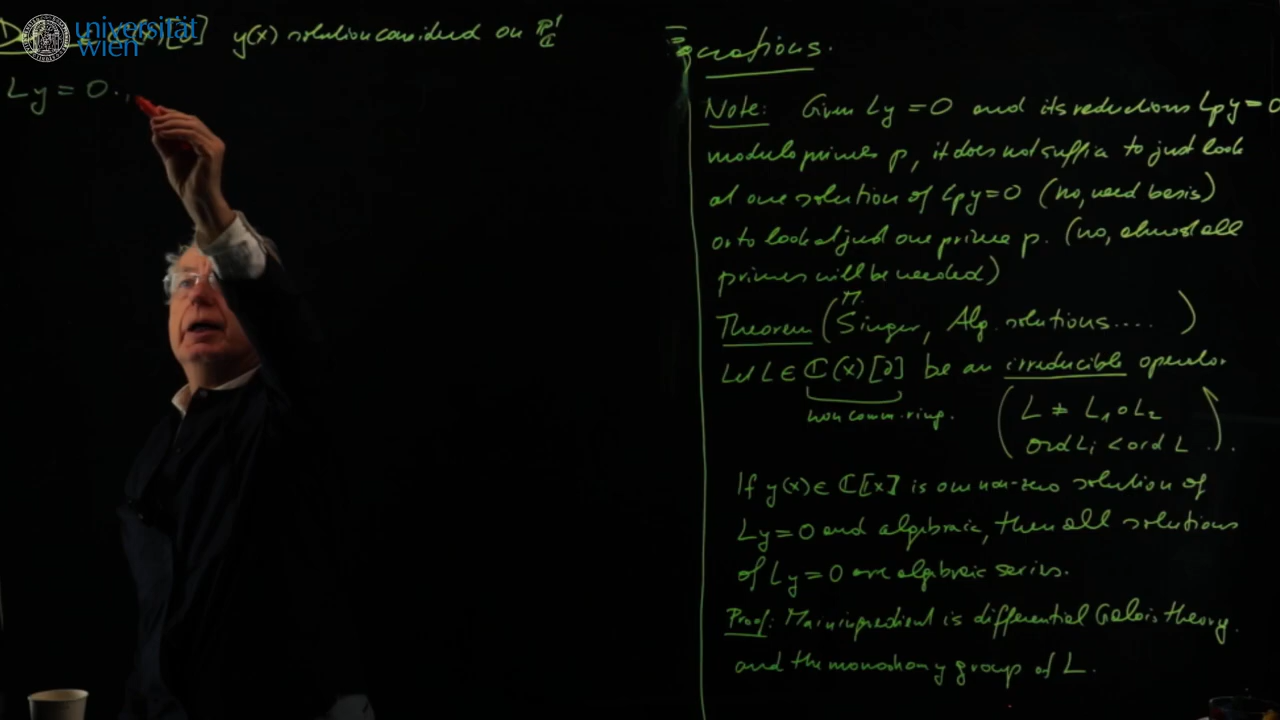 universität
wien
C(x)[∂] y(x) solution considered on P¹_C
Ly = 0
Equations.
Note: Given Ly = 0 and its reductions Lpy = 0
modulo primes p, it does not suffice to just look
at one solution of Lpy = 0 (no, need basis)
or to look at just one prime p. (no, almost all
primes will be needed)
Theorem (M. Singer, Alg. solutions.... )
Let L ∈ ℂ(x)[∂] be an irreducible operator
non comm. ring.
( L ≠ L₁ ∘ L₂
ord Lᵢ < ord L )
If y(x) ∈ ℂ[[x]] is one non-zero solution of
Ly = 0 and algebraic, then all solutions
of Ly = 0 are algebraic series.
Proof: Main ingredient is differential Galois theory
and the monodromy group of L.